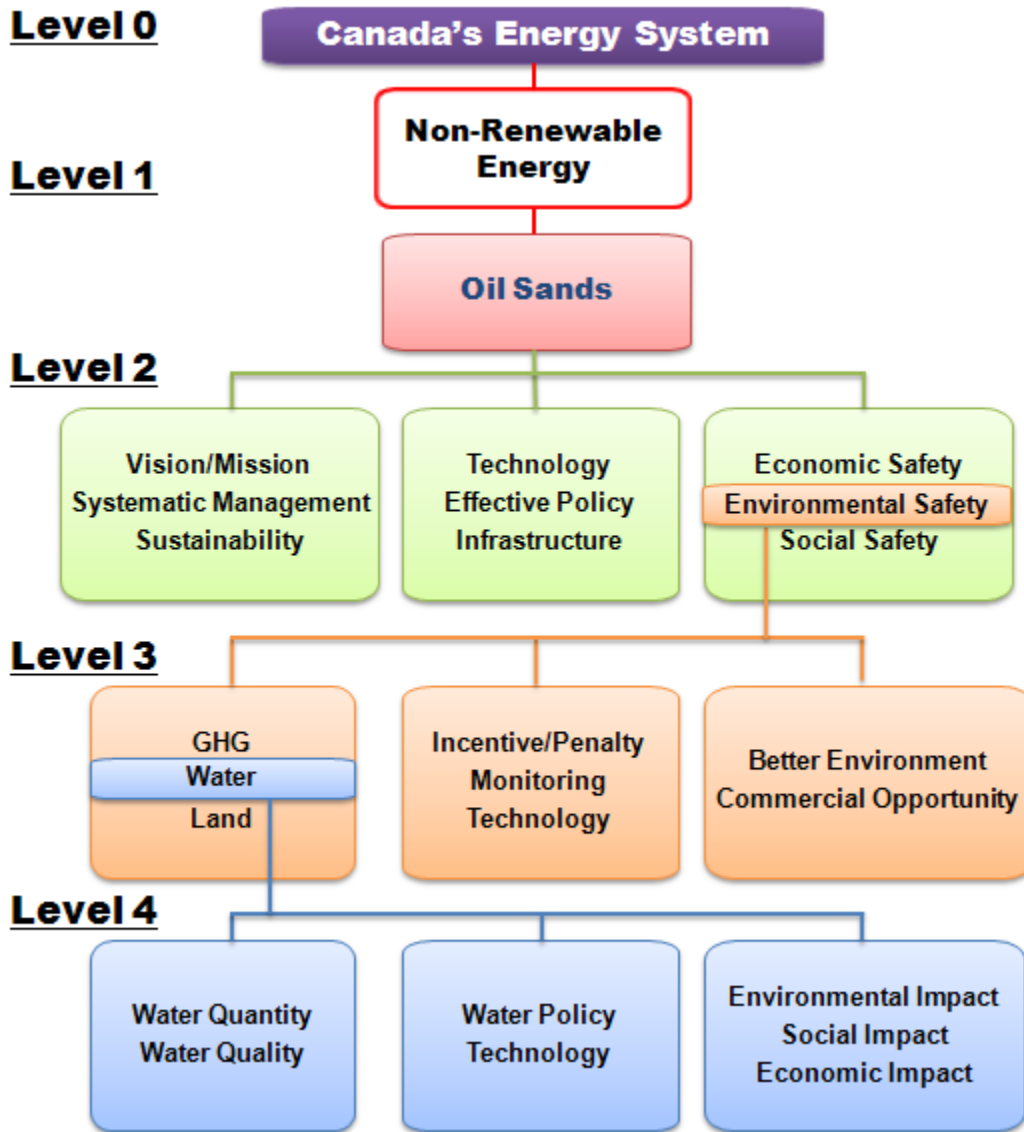 Level 0
Canada's Energy System
Non-Renewable
Energy
Level 1
Oil Sands
Level 2
Vision/Mission
Systematic Management
Sustainability
Technology
Effective Policy
Infrastructure
Economic Safety
Environmental Safety
Social Safety
Level 3
GHG
Water
Land
Incentive/Penalty
Monitoring
Technology
Better Environment
Commercial Opportunity
Level 4
Water Quantity
Water Quality
Water Policy
Technology
Environmental Impact
Social Impact
Economic Impact